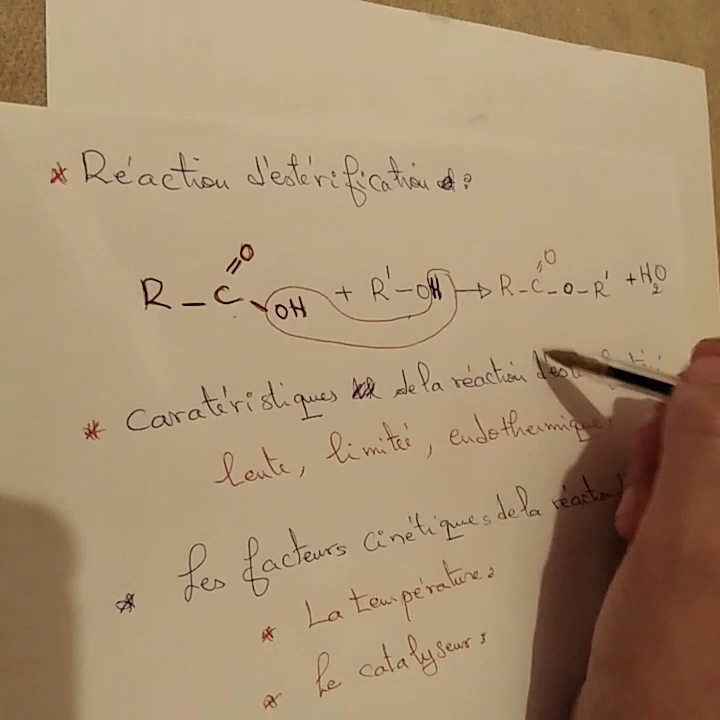 * Réaction d'estérification :
R – C =O OH + R' – OH → R – C =O – O – R' + H2O
* Caratéristiques de la réaction
lente, limitée, endothermique.
* Les facteurs cinétiques de la réaction
* La température :
* Le catalyseur :